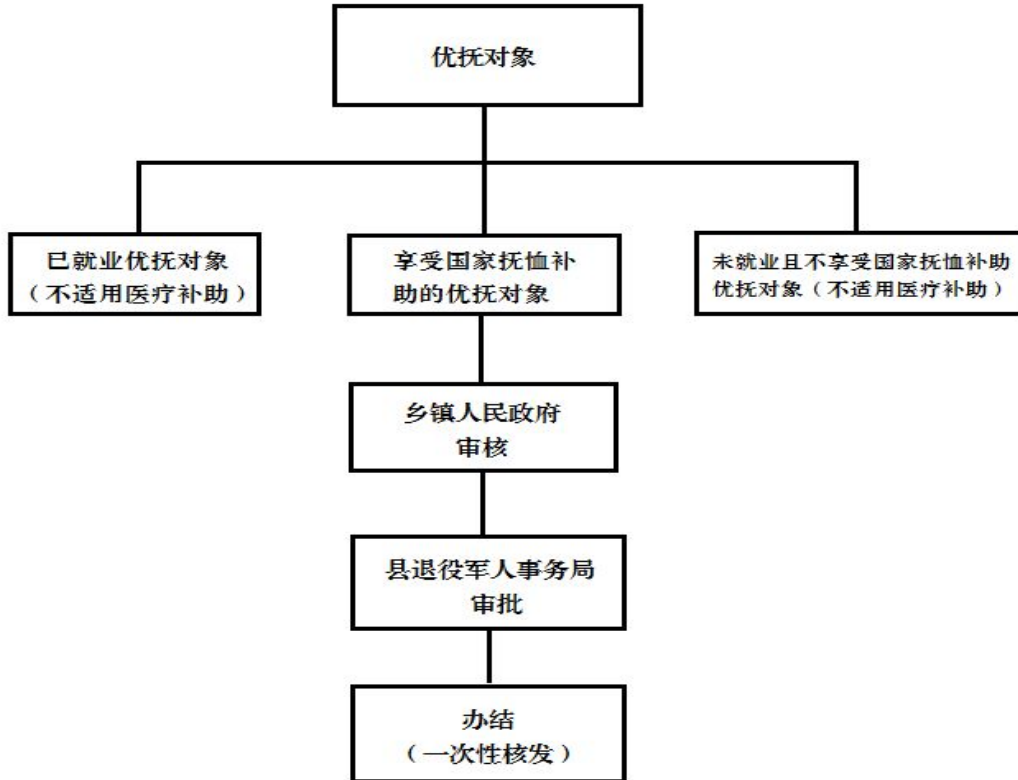 优抚对象
已就业优抚对象
（不适用医疗补助）
享受国家抚恤补
助的优抚对象
未就业且不享受国家抚恤补助
优抚对象（不适用医疗补助）
乡镇人民政府
审核
县退役军人事务局
审批
办结
（一次性核发）